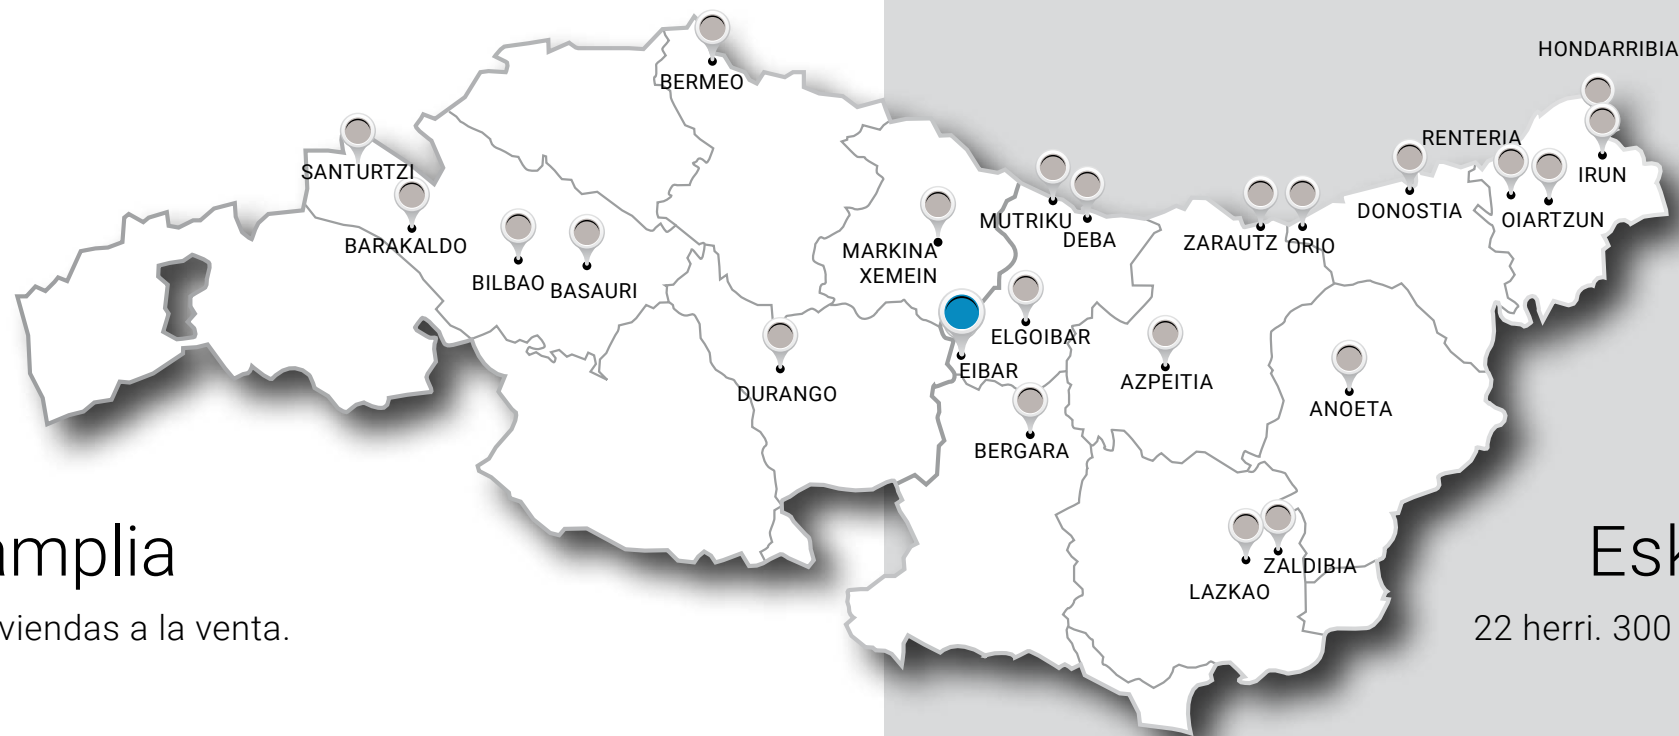 HONDARRIBIA
BERMEO
RENTERIA
SANTURTZI
IRUN
DONOSTIA
OIARTZUN
MUTRIKU
DEBA
ZARAUTZ
ORIO
BARAKALDO
MARKINA
XEMEIN
BILBAO
BASAURI
ELGOIBAR
EIBAR
AZPEITIA
DURANGO
ANOETA
BERGARA
ZALDIBIA
LAZKAO
amplia
viendas a la venta.
Esk
22 herri. 300